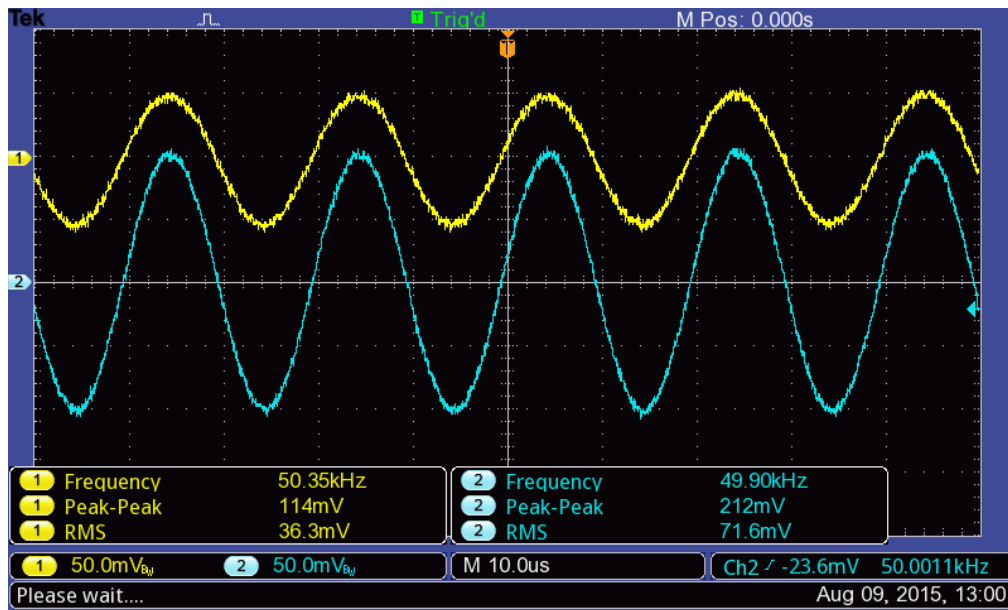 Tek T Trig'd M Pos: 0.000s
T
1
2
1 Frequency 50.35kHz 2 Frequency 49.90kHz
1 Peak-Peak 114mV 2 Peak-Peak 212mV
1 RMS 36.3mV 2 RMS 71.6mV
1 50.0mVBW 2 50.0mVBW M 10.0us Ch2 -23.6mV 50.0011kHz
Please wait.... Aug 09, 2015, 13:00